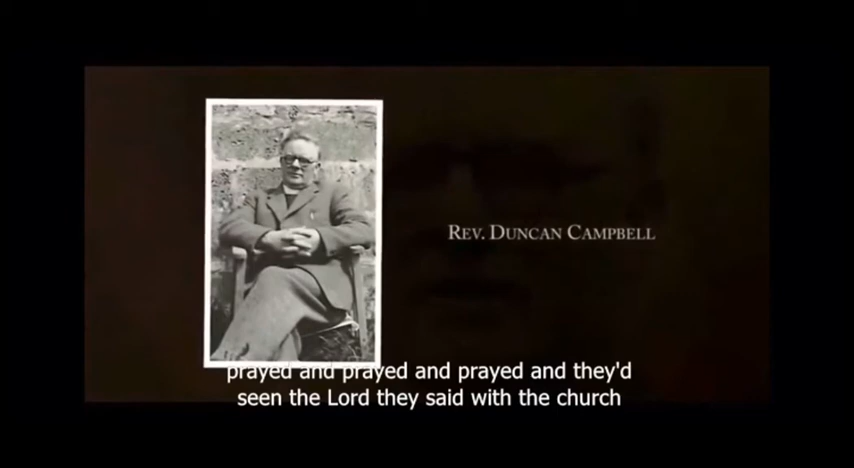 REV. DUNCAN CAMPBELL
prayed and prayed and prayed and they'd
seen the Lord they said with the church